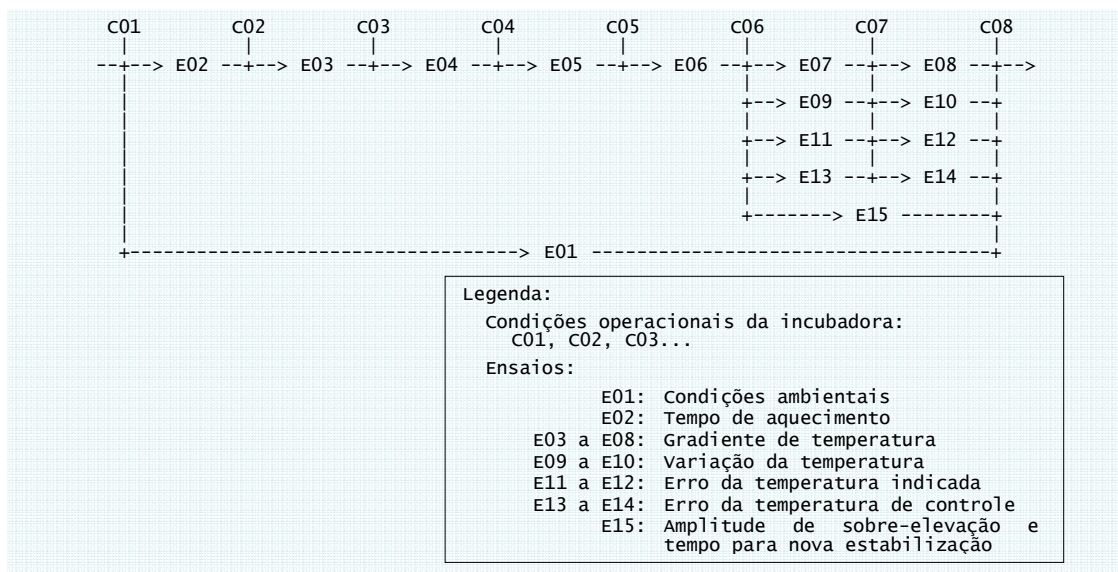 C01 C02 C03 C04 C05 C06 C07 C08
--+--> E02 --+--> E03 --+--> E04 --+--> E05 --+--> E06 --+--> E07 --+--> E08 --+-->
+--> E09 --+--> E10 --+
+--> E11 --+--> E12 --+
+--> E13 --+--> E14 --+
+-------> E15 --------+
+---------------------------------> E01 ----------------------------------+
Legenda:
Condições operacionais da incubadora:
C01, C02, C03...
Ensaios:
E01: Condições ambientais
E02: Tempo de aquecimento
E03 a E08: Gradiente de temperatura
E09 a E10: Variação da temperatura
E11 a E12: Erro da temperatura indicada
E13 a E14: Erro da temperatura de controle
E15: Amplitude de sobre-elevação e
tempo para nova estabilização